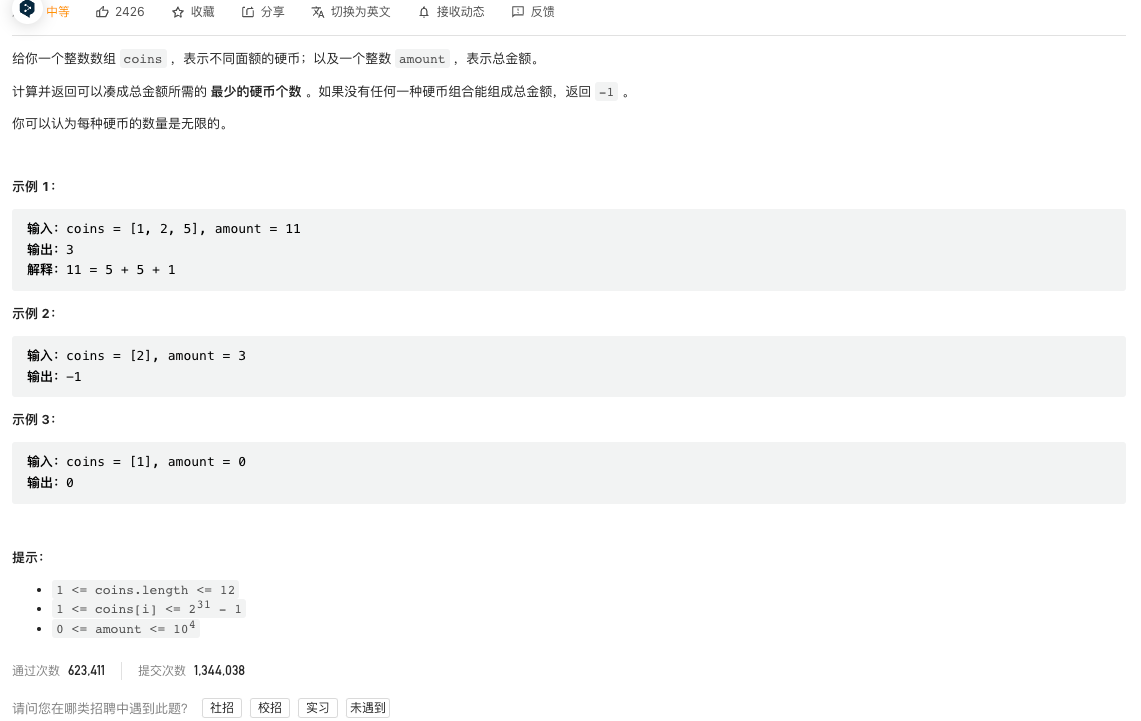 中等 2426 收藏 分享 切换为英文 接收动态 反馈
给你一个整数数组 coins ，表示不同面额的硬币；以及一个整数 amount ，表示总金额。
计算并返回可以凑成总金额所需的 最少的硬币个数 。如果没有任何一种硬币组合能组成总金额，返回 -1 。
你可以认为每种硬币的数量是无限的。
示例 1：
输入：coins = [1, 2, 5], amount = 11
输出：3
解释：11 = 5 + 5 + 1
示例 2：
输入：coins = [2], amount = 3
输出：-1
示例 3：
输入：coins = [1], amount = 0
输出：0
提示：
1 <= coins.length <= 12
1 <= coins[i] <= 2^31 - 1
0 <= amount <= 10^4
通过次数 623,411 提交次数 1,344,038
请问您在哪类招聘中遇到此题？ 社招 校招 实习 未遇到